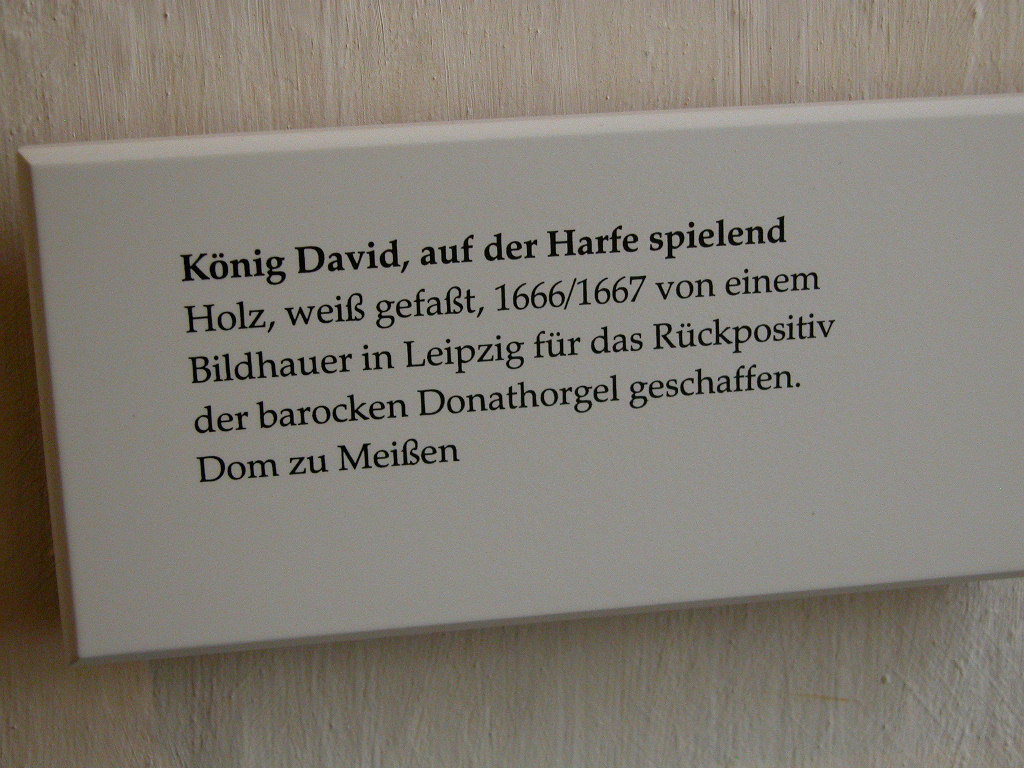 König David, auf der Harfe spielend
Holz, weiß gefaßt, 1666/1667 von einem
Bildhauer in Leipzig für das Rückpositiv
der barocken Donathorgel geschaffen.
Dom zu Meißen